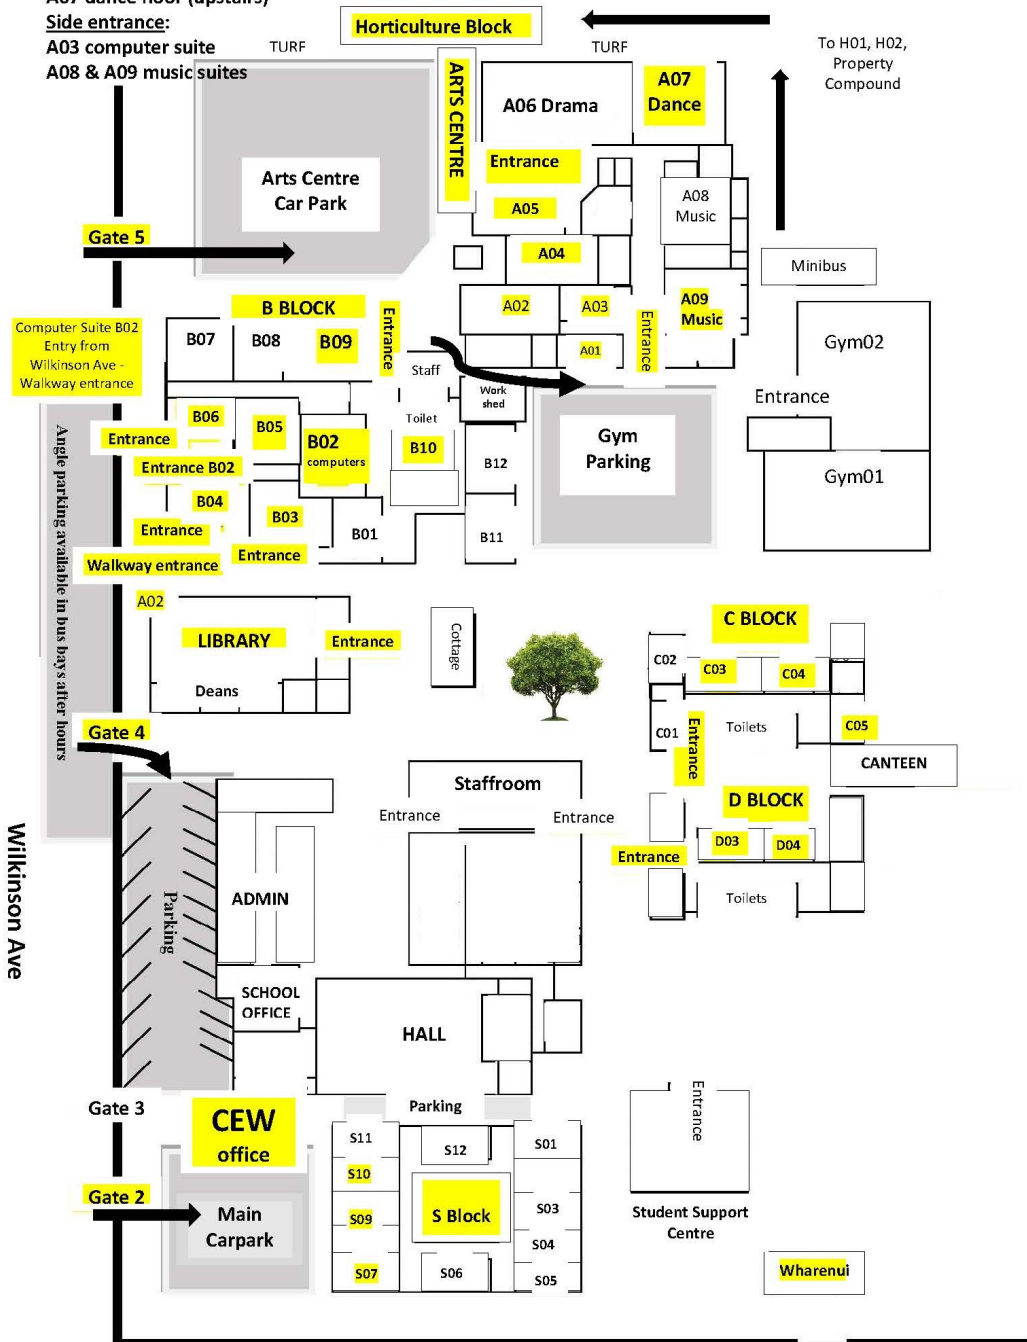 A07 dance floor (upstairs)
Side entrance:
A03 computer suite
A08 & A09 music suites
Horticulture Block
TURF
TURF
To H01, H02,
Property
Compound
ARTS CENTRE
A06 Drama
A07
Dance
Entrance
Arts Centre
Car Park
A05
A08
Music
Gate 5
A04
Minibus
B BLOCK
Entrance
A02
A03
Entrance
A09
Music
Computer Suite B02
Entry from
Wilkinson Ave -
Walkway entrance
B07
B08
B09
A01
Gym02
Staff
Work
shed
Entrance
Toilet
B06
B05
B02
computers
B10
Gym
Parking
Entrance
Entrance B02
B12
Gym01
B04
B03
Entrance
B01
B11
Entrance
Walkway entrance
Angle parking available in bus bays after hours
A02
LIBRARY
Entrance
Cottage
Deans
C BLOCK
C02
C03
C04
C01
Entrance
Toilets
C05
CANTEEN
Gate 4
Staffroom
Entrance
Entrance
D BLOCK
D03
D04
Entrance
Toilets
Wilkinson Ave
Parking
ADMIN
SCHOOL
OFFICE
HALL
Gate 3
CEW
office
Parking
Entrance
S11
S12
S01
S10
Gate 2
Main
Carpark
S09
S Block
S03
Student Support
Centre
S04
S07
S06
S05
Wharenui